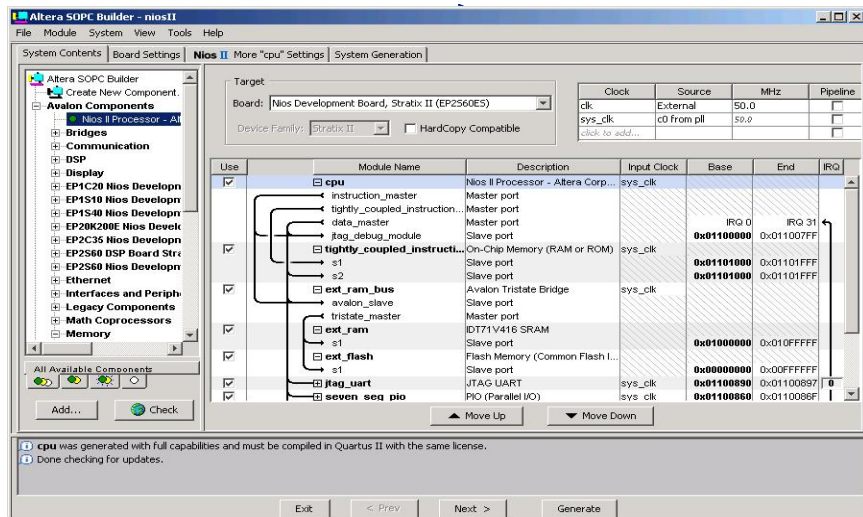 Altera SOPC Builder - niosII
File Module System View Tools Help
System Contents Board Settings Nios II More "cpu" Settings System Generation
Altera SOPC Builder
Create New Component.
Avalon Components
Nios II Processor - Alt
Bridges
Communication
DSP
Display
EP1C20 Nios Developn
EP1S10 Nios Developm
EP1S40 Nios Developm
EP20K200E Nios Develo
EP2C35 Nios Developm
EP2S60 DSP Board Stra
EP2S60 Nios Developm
Ethernet
Interfaces and Periph
Legacy Components
Math Coprocessors
Memory
All Available Components
Add... Check
Target
Board: Nios Development Board, Stratix II (EP2S60ES)
Device Family: Stratix II HardCopy Compatible
Clock Source MHz Pipeline
clk External 50.0
sys_clk c0 from pll 50.0
click to add...
Use Module Name Description Input Clock Base End IRQ
cpu Nios II Processor - Altera Corp... sys_clk
instruction_master Master port
tightly_coupled_instruction... Master port
data_master Master port IRQ 0 IRQ 31
jtag_debug_module Slave port 0x01100000 0x011007FF
tightly_coupled_instructi... On-Chip Memory (RAM or ROM) sys_clk
s1 Slave port 0x01101000 0x01101FFF
s2 Slave port 0x01101000 0x01101FFF
ext_ram_bus Avalon Tristate Bridge sys_clk
avalon_slave Slave port
tristate_master Master port
ext_ram IDT71V416 SRAM
s1 Slave port 0x01000000 0x010FFFFF
ext_flash Flash Memory (Common Flash I...
s1 Slave port 0x00000000 0x00FFFFFF
jtag_uart JTAG UART sys_clk 0x01100890 0x01100897 0
seven_seg_pio PIO (Parallel I/O) sys_clk 0x01100860 0x0110086F
Move Up Move Down
cpu was generated with full capabilities and must be compiled in Quartus II with the same license.
Done checking for updates.
Exit < Prev Next > Generate